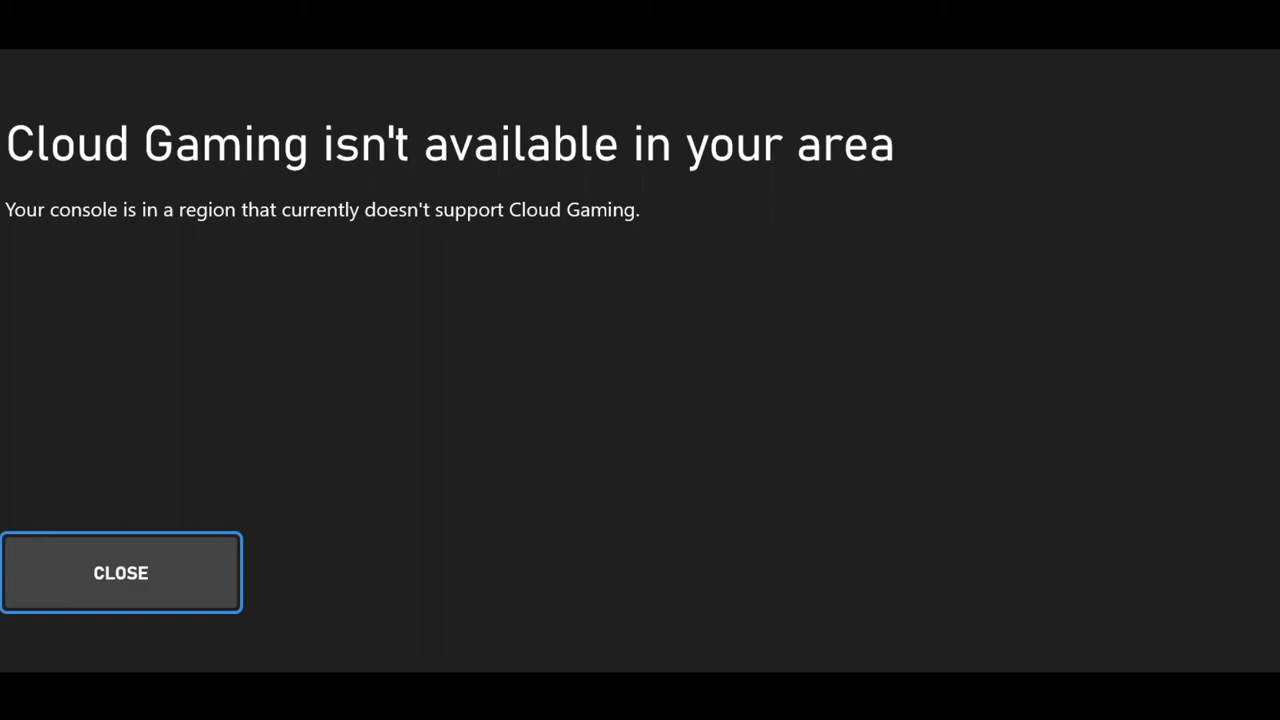 Cloud Gaming isn't available in your area
Your console is in a region that currently doesn't support Cloud Gaming.
CLOSE